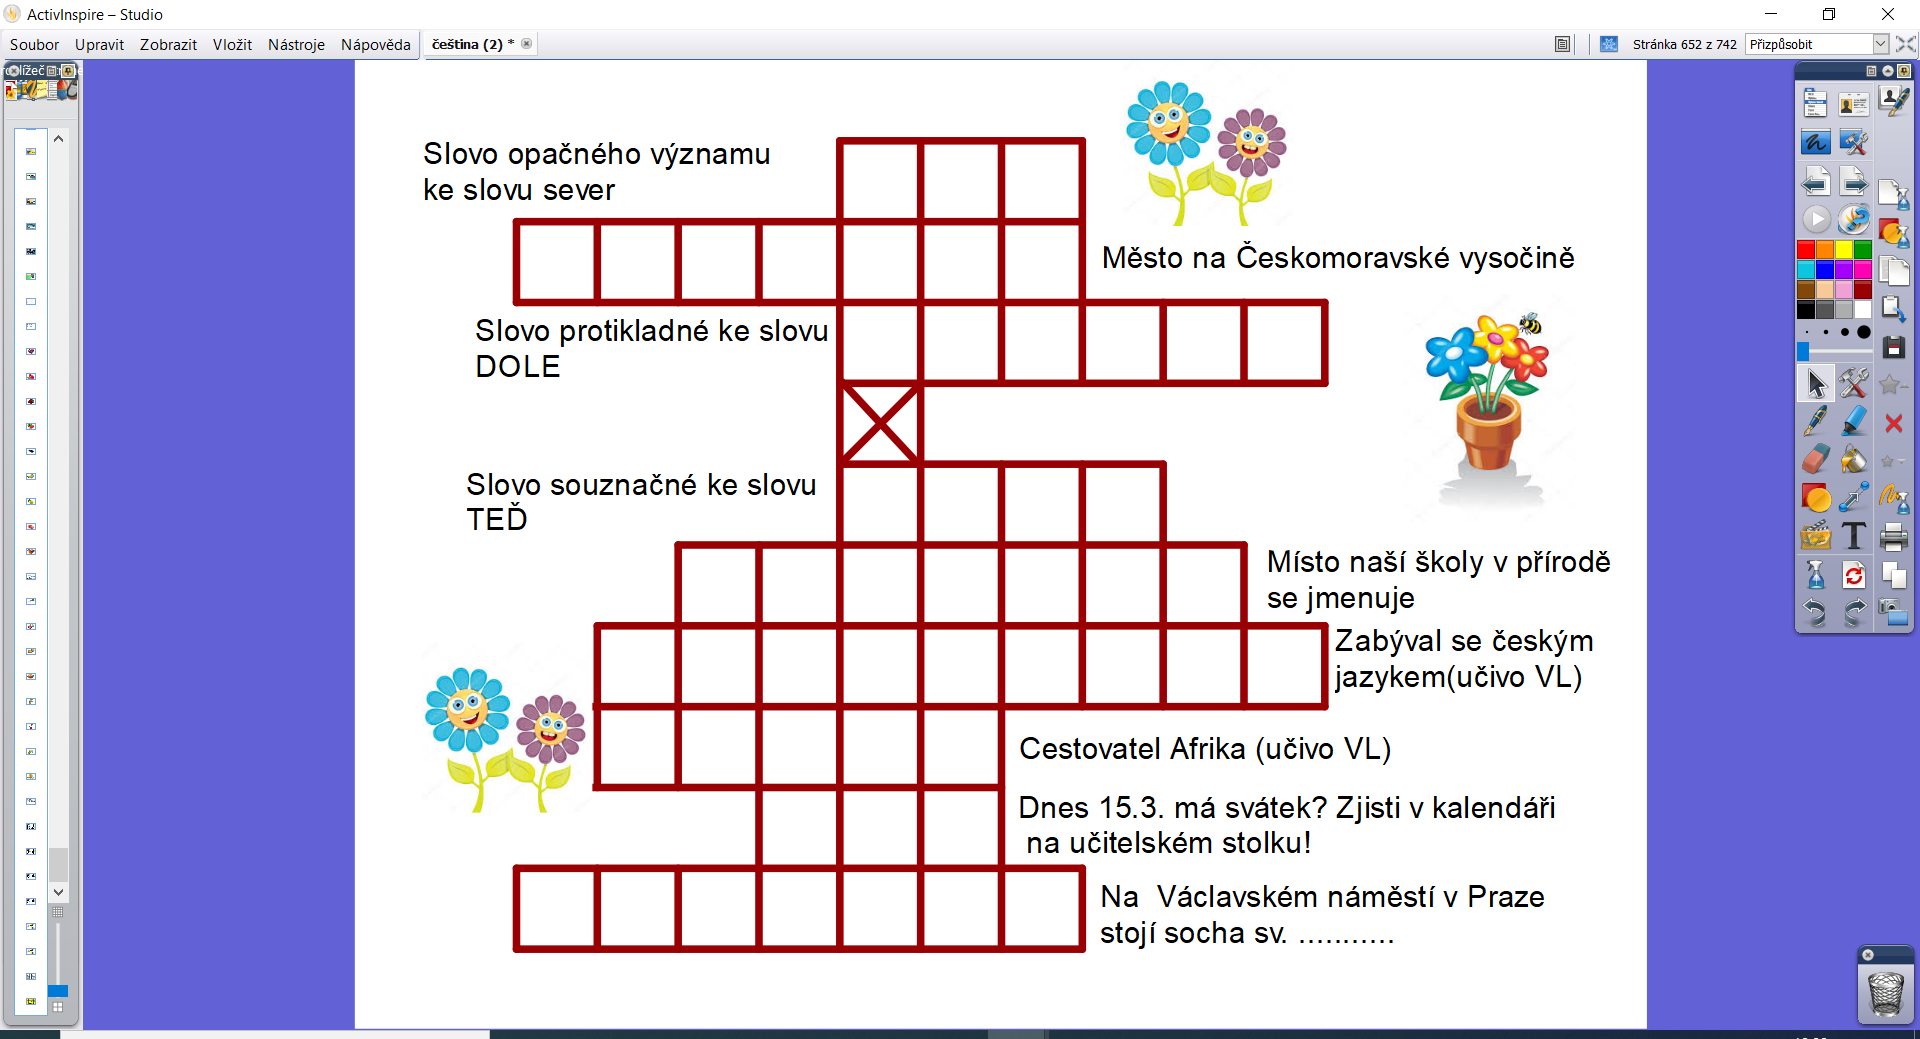 ActivInspire – Studio
Soubor Upravit Zobrazit Vložit Nástroje Nápověda čeština (2) * Stránka 652 z 742 Přizpůsobit
Slovo opačného významu
ke slovu sever
Město na Českomoravské vysočině
Slovo protikladné ke slovu
DOLE
Slovo souznačné ke slovu
TEĎ
Místo naší školy v přírodě
se jmenuje
Zabýval se českým
jazykem(učivo VL)
Cestovatel Afrika (učivo VL)
Dnes 15.3. má svátek? Zjisti v kalendáři
na učitelském stolku!
Na Václavském náměstí v Praze
stojí socha sv. ...........